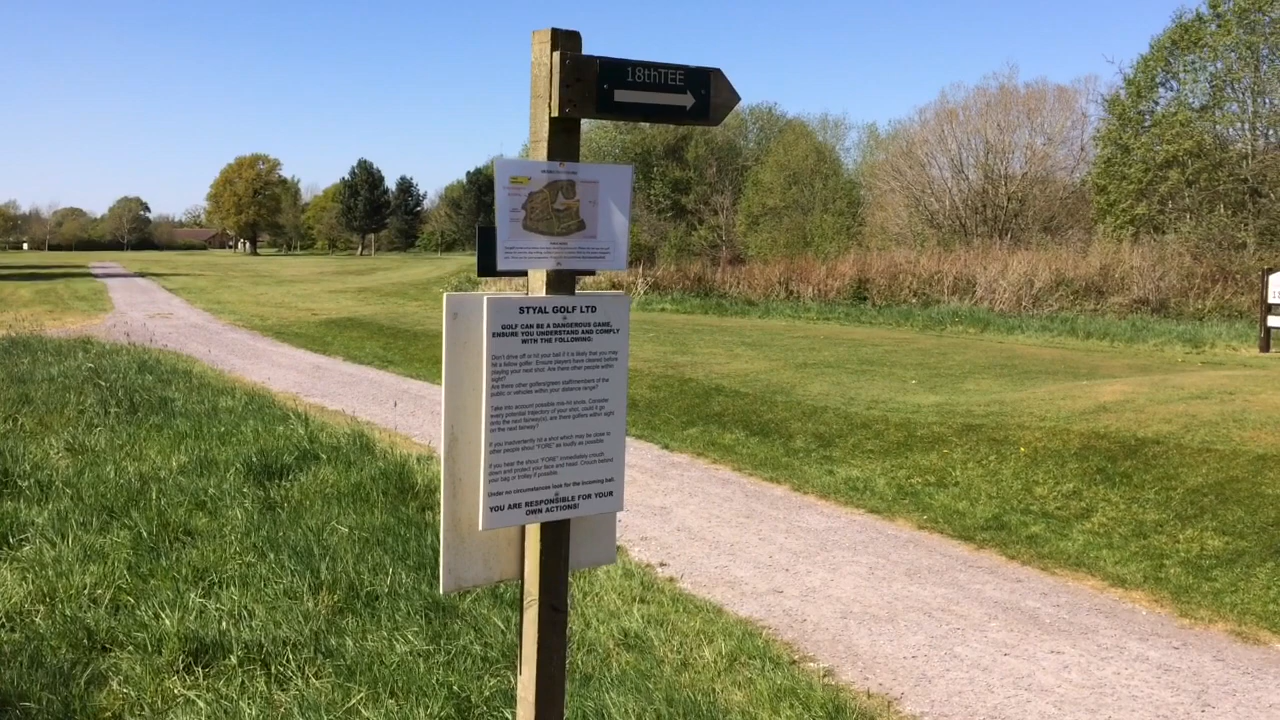 18thTEE
STYAL GOLF LTD
GOLF CAN BE A DANGEROUS GAME,
ENSURE YOU UNDERSTAND AND COMPLY
WITH THE FOLLOWING:
Don't drive off or hit your ball if it is likely that you may
hit a fellow golfer. Ensure players have cleared before
playing your next shot. Are there other people within
sight?
Are there other golfers/green staff/members of the
public or vehicles within your distance range?
Take into account possible mis-hit shots. Consider
every potential trajectory of your shot, could it go
onto the next fairway(s), are there golfers within sight
on the next fairway?
If you inadvertently hit a shot which may be close to
other people shout "FORE" as loudly as possible.
If you hear the shout "FORE" immediately crouch
down and protect your face and head. Crouch behind
your bag or trolley if possible.
Under no circumstances look for the incoming ball.
YOU ARE RESPONSIBLE FOR YOUR
OWN ACTIONS!